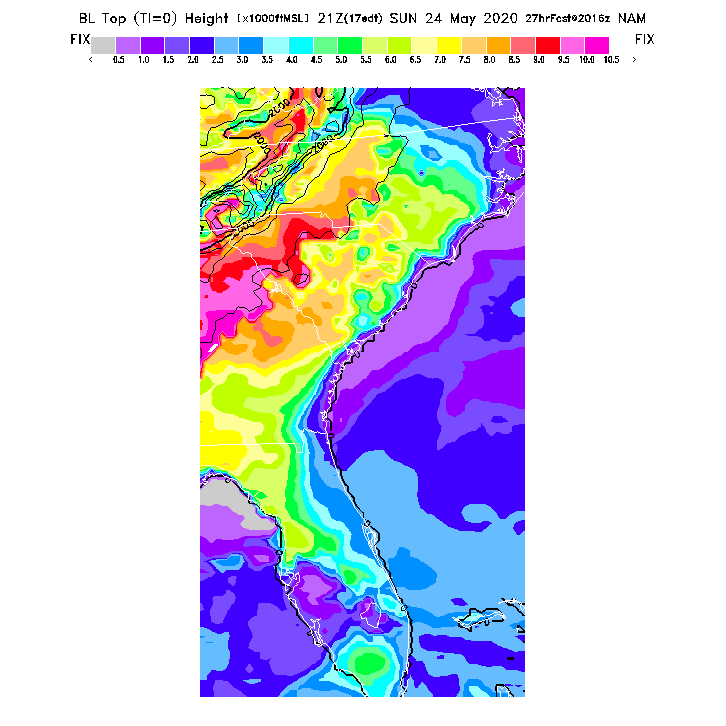 BL Top (TI=0) Height [x1000ftMSL] 21Z(17edt) SUN 24 May 2020 27hrFcst@2016z NAM
FIX FIX
< 0.5 1.0 1.5 2.0 2.5 3.0 3.5 4.0 4.5 5.0 5.5 6.0 6.5 7.0 7.5 8.0 8.5 9.0 9.5 10.0 10.5 >
2000
2000
2000